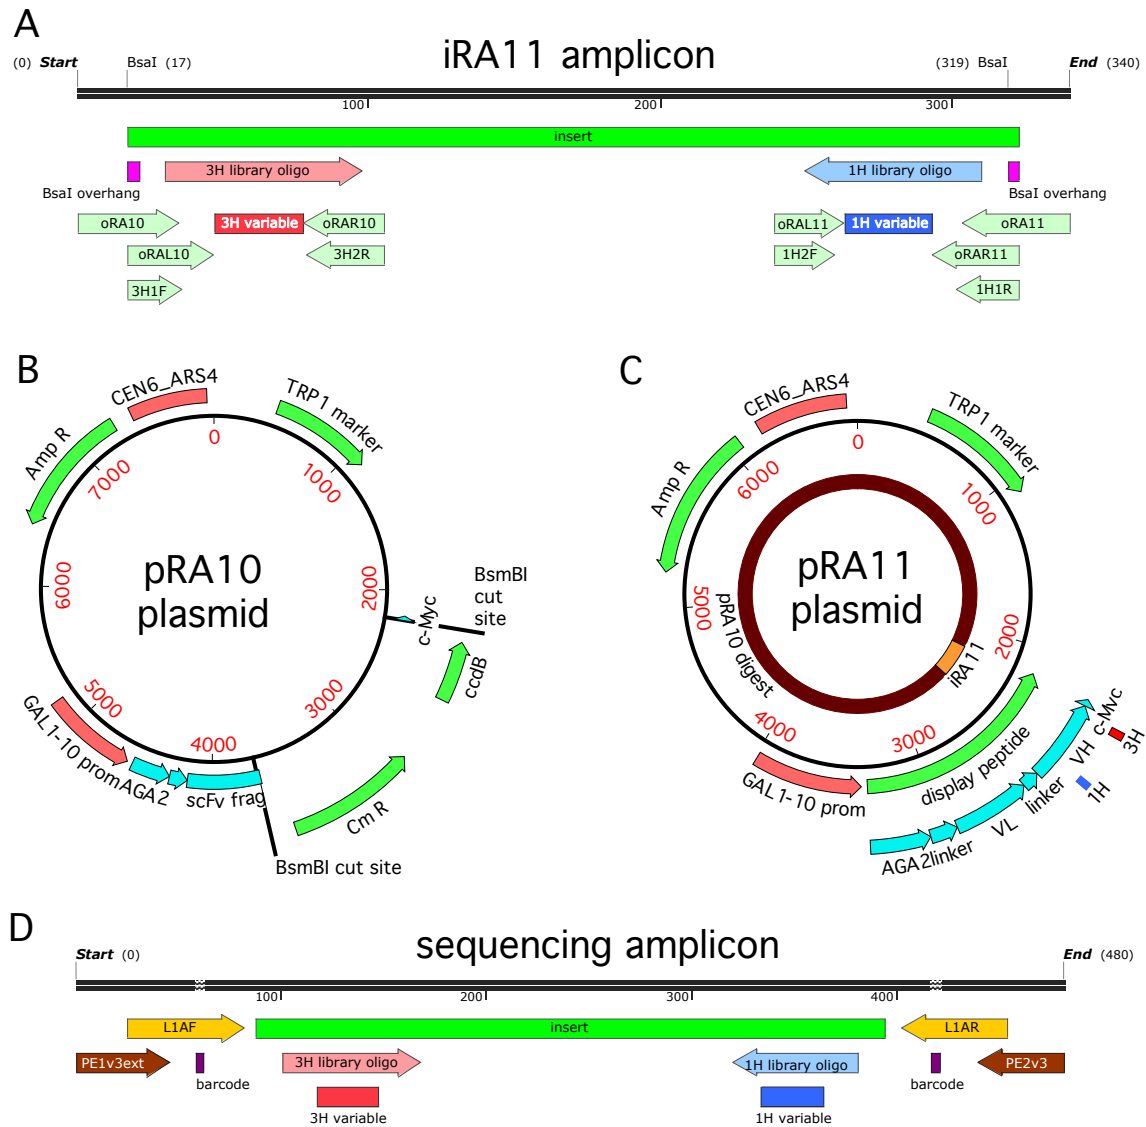 A
iRA11 amplicon
(0) Start
BsaI (17)
(319) BsaI
End (340)
100
200
300
insert
3H library oligo
1H library oligo
BsaI overhang
BsaI overhang
oRA10
3H variable
oRAR10
oRAL11
1H variable
oRA11
oRAL10
3H2R
1H2F
oRAR11
3H1F
1H1R
B
CEN6_ARS4
TRP1 marker
Amp R
0
1000
2000
3000
4000
5000
6000
7000
pRA10
plasmid
BsmBI
cut
site
c-Myc
ccdB
Cm R
BsmBI cut site
scFv frag
AGA2
GAL1-10 prom
C
CEN6_ARS4
TRP1 marker
Amp R
0
1000
2000
3000
4000
5000
6000
pRA11
plasmid
pRA10 digest
iRA11
display peptide
GAL1-10 prom
AGA2
linker
VL
linker
VH
c-Myc
3H
1H
D
sequencing amplicon
Start (0)
End (480)
100
200
300
400
L1AF
insert
L1AR
PE1v3ext
barcode
3H library oligo
1H library oligo
barcode
PE2v3
3H variable
1H variable